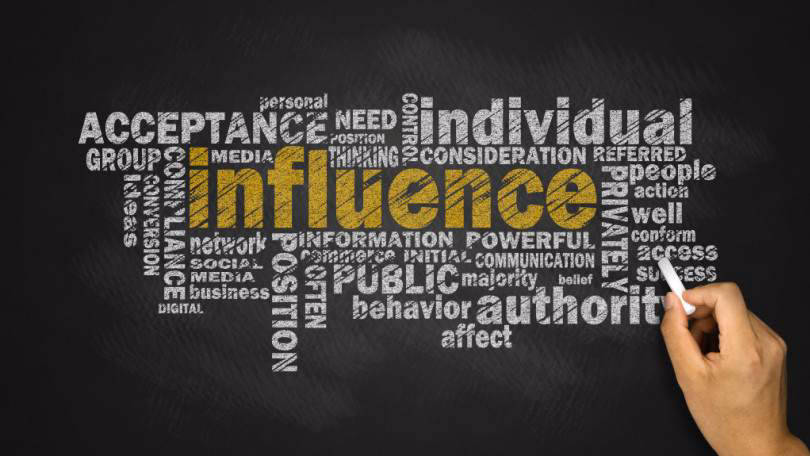 personal
ACCEPTANCE
NEED
CONTROL
individual
POSITION
GROUP
MEDIA
THINKING
CONSIDERATION
REFERRED
COMPLIANCE
influence
people
PRIVATELY
action
ideas
CONVERSION
well
conform
network
POSITION
INFORMATION
POWERFUL
access
SOCIAL
commerce
INITIAL
COMMUNICATION
SUCCESS
MEDIA
OFTEN
PUBLIC
majority
belief
business
behavior
authority
DIGITAL
affect